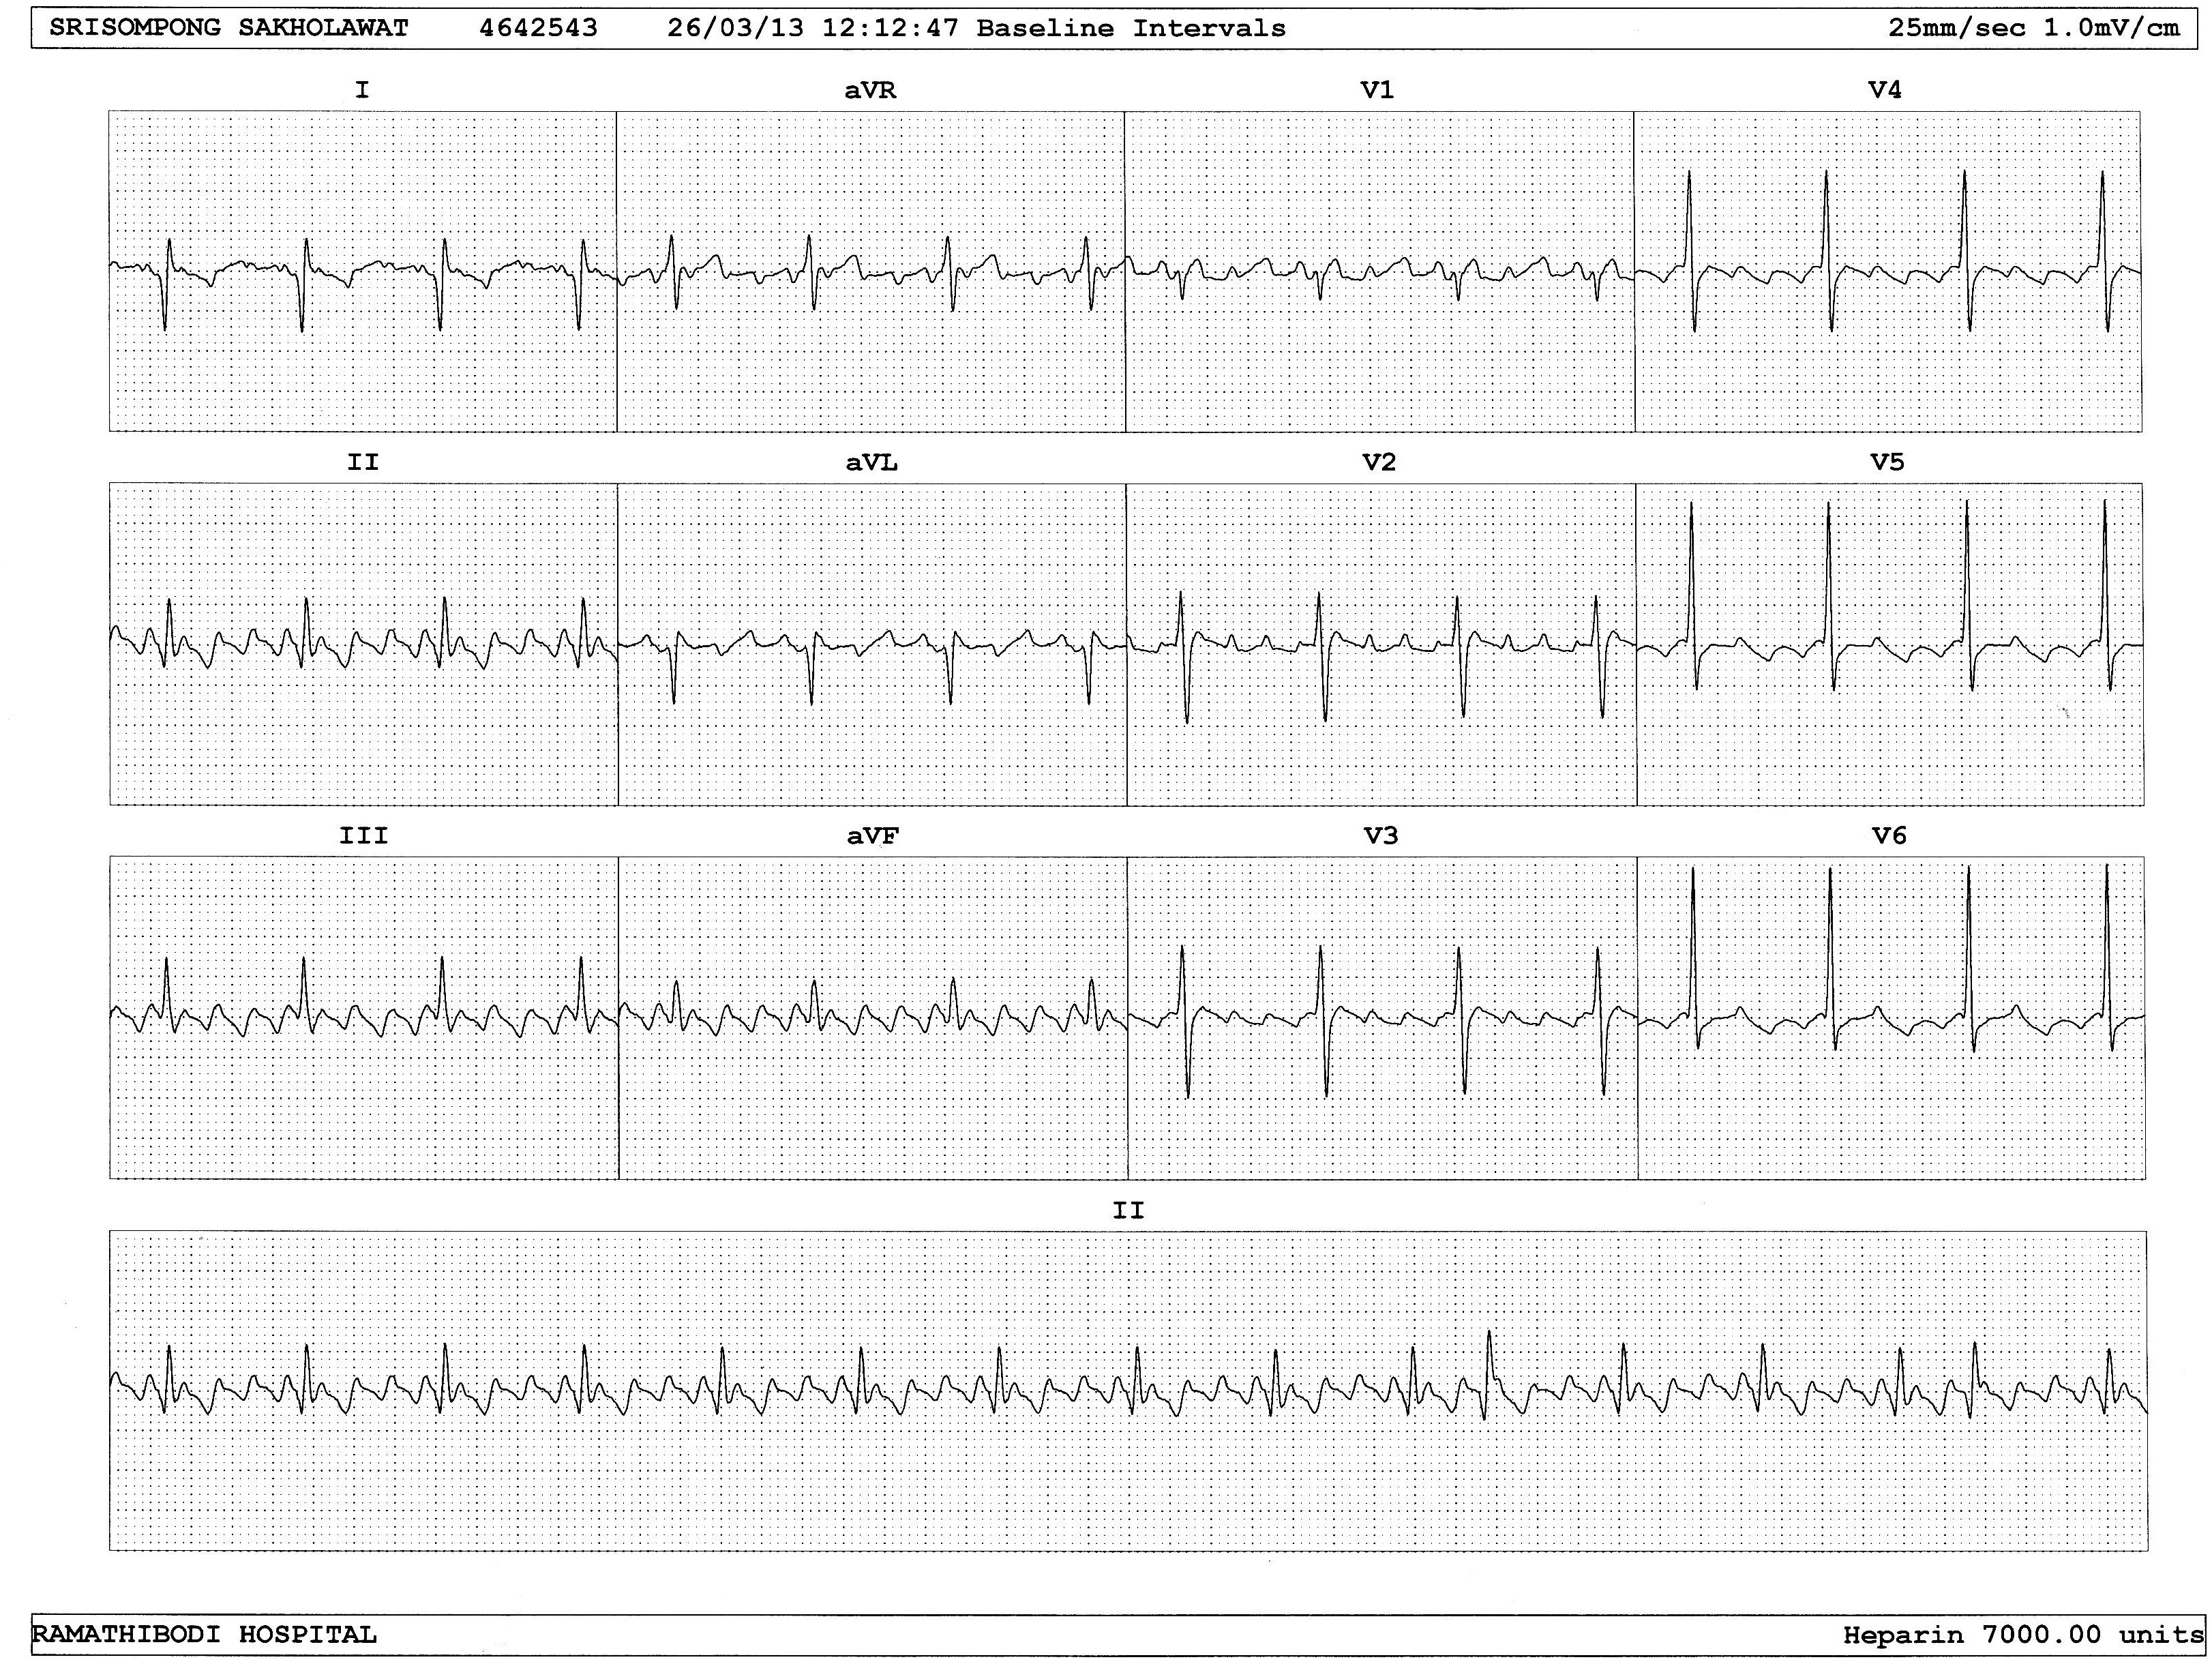 SRISOMPONG SAKHOLAWAT 4642543 26/03/13 12:12:47 Baseline Intervals 25mm/sec 1.0mV/cm
I aVR V1 V4
II aVL V2 V5
III aVF V3 V6
II
RAMATHIBODI HOSPITAL Heparin 7000.00 units